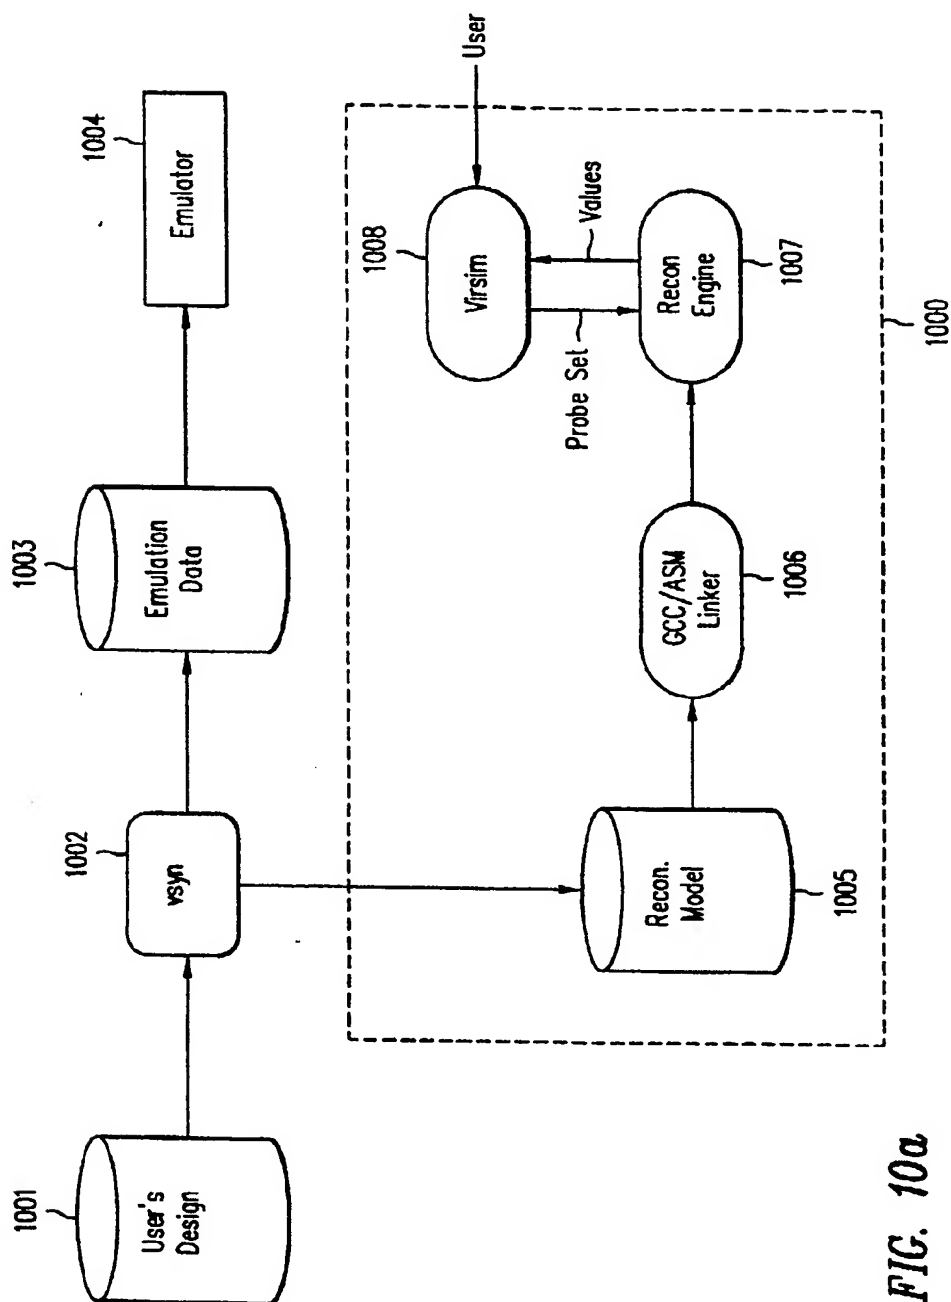 1001
User's
Design
1002
vsyn
1003
Emulation
Data
1004
Emulator
1005
Recon.
Model
1006
GCC/ASM
Linker
1007
Recon
Engine
1008
Virsim
Probe Set
Values
User
1000
FIG. 10a